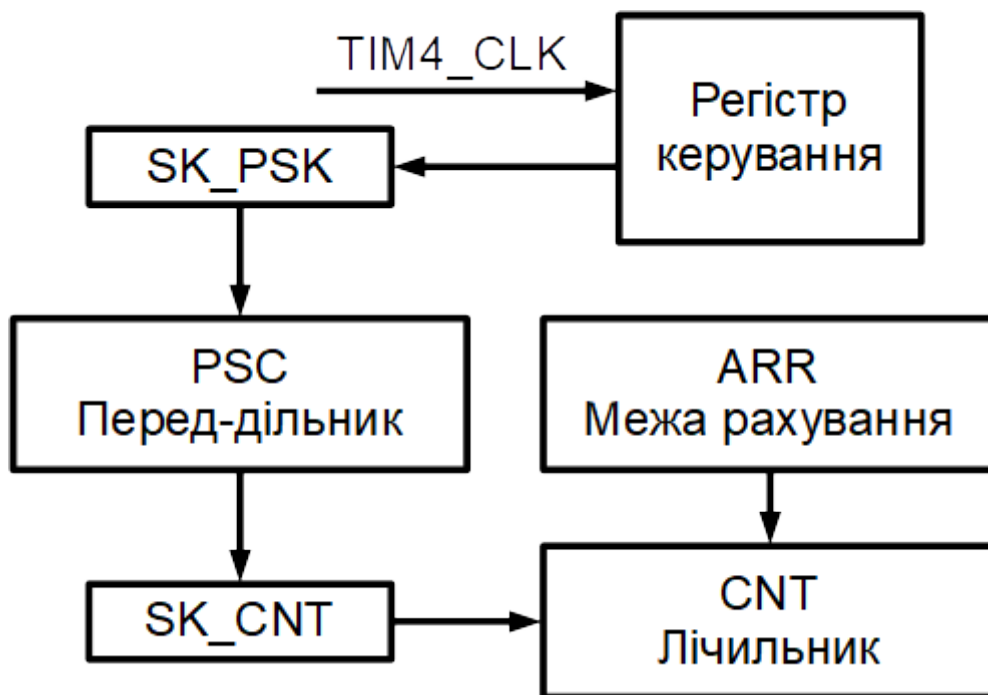 TIM4_CLK
Регістр
керування
SK_PSK
PSC
Перед-дільник
ARR
Межа рахування
SK_CNT
CNT
Лічильник